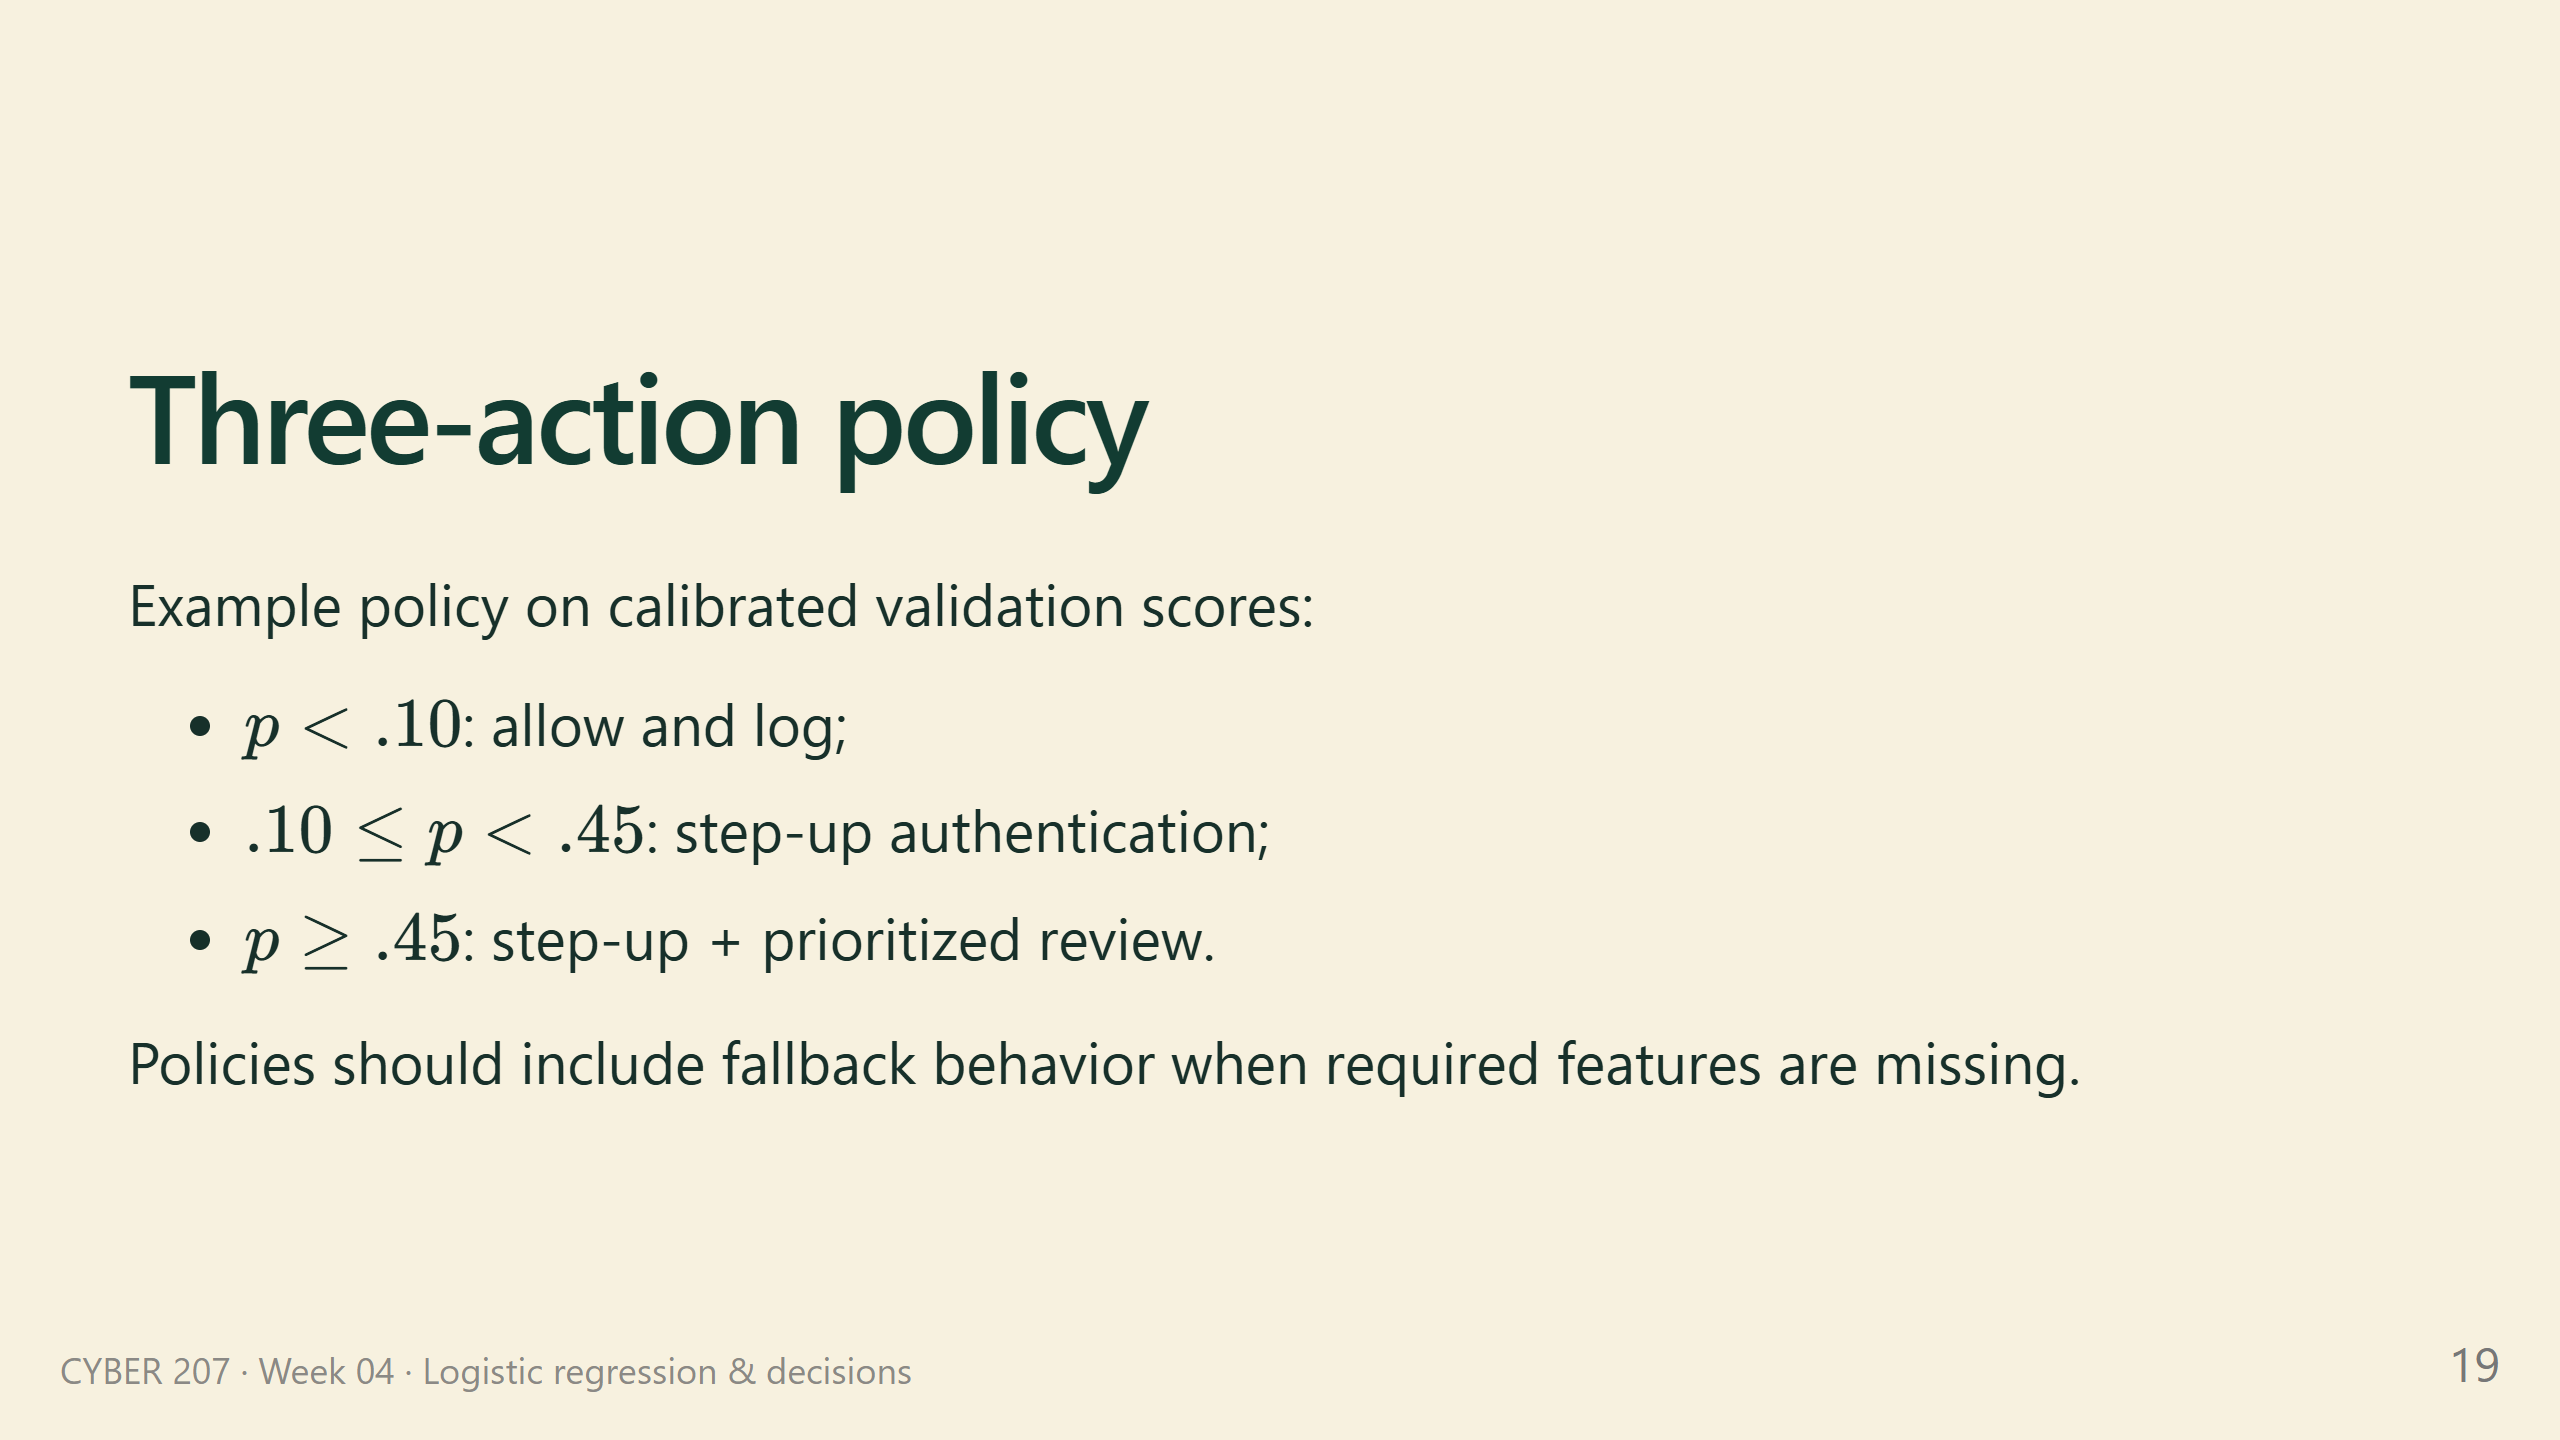 Three-action policy
Example policy on calibrated validation scores:
• p < .10: allow and log;
• .10 ≤ p < .45: step-up authentication;
• p ≥ .45: step-up + prioritized review.
Policies should include fallback behavior when required features are missing.
CYBER 207 · Week 04 · Logistic regression & decisions
19